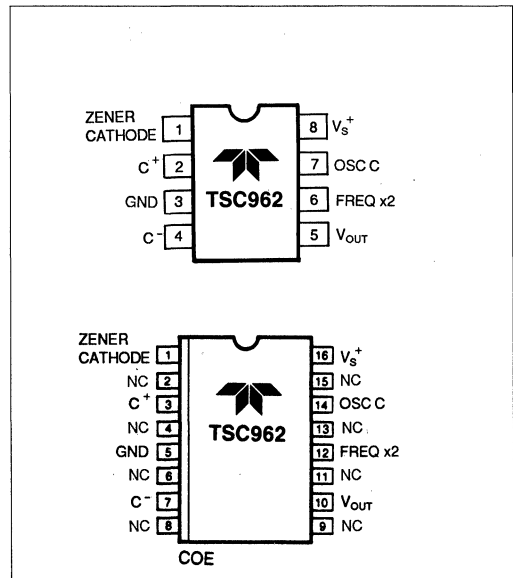 ZENER
CATHODE 1 8 V_S^+
C^+ 2 7 OSC C
TSC962
GND 3 6 FREQ x2
C^- 4 5 V_OUT
ZENER
CATHODE 1 16 V_S^+
NC 2 15 NC
C^+ 3 14 OSC C
NC 4 13 NC
TSC962
GND 5 12 FREQ x2
NC 6 11 NC
C^- 7 10 V_OUT
NC 8 9 NC
COE